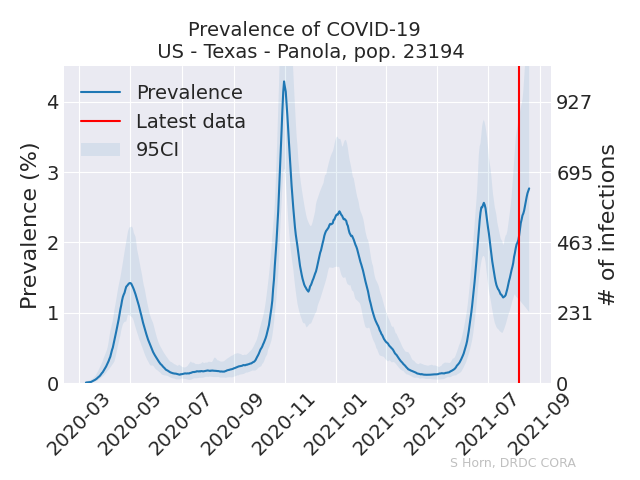 Prevalence of COVID-19
US - Texas - Panola, pop. 23194
Prevalence
Latest data
95CI
Prevalence (%)
4
3
2
1
0
927
695
463
231
0
# of infections
2020-03
2020-05
2020-07
2020-09
2020-11
2021-01
2021-03
2021-05
2021-07
2021-09
S Horn, DRDC CORA